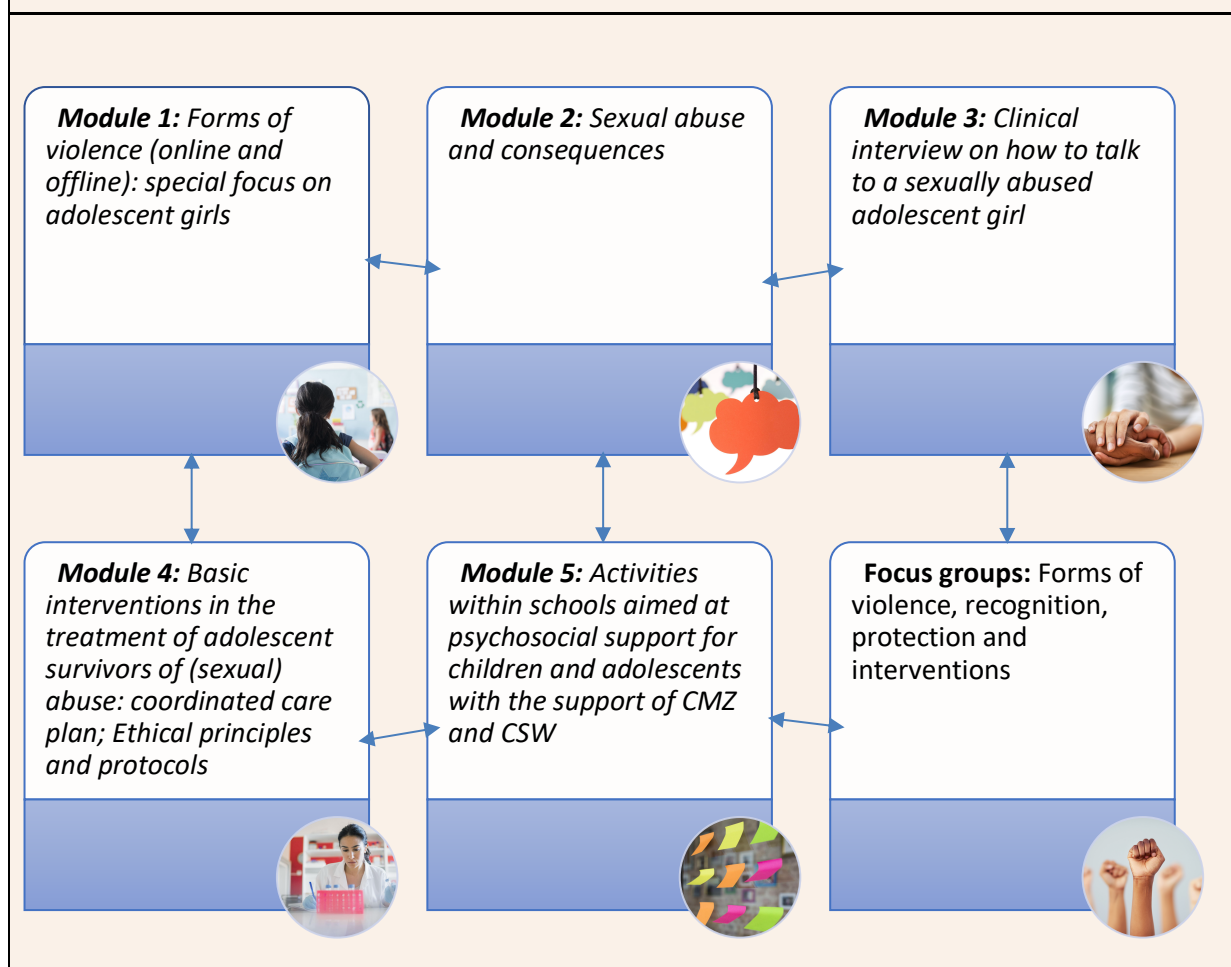 Module 1: Forms of
violence (online and
offline): special focus on
adolescent girls
Module 2: Sexual abuse
and consequences
Module 3: Clinical
interview on how to talk
to a sexually abused
adolescent girl
Module 4: Basic
interventions in the
treatment of adolescent
survivors of (sexual)
abuse: coordinated care
plan; Ethical principles
and protocols
Module 5: Activities
within schools aimed at
psychosocial support for
children and adolescents
with the support of CMZ
and CSW
Focus groups: Forms of
violence, recognition,
protection and
interventions